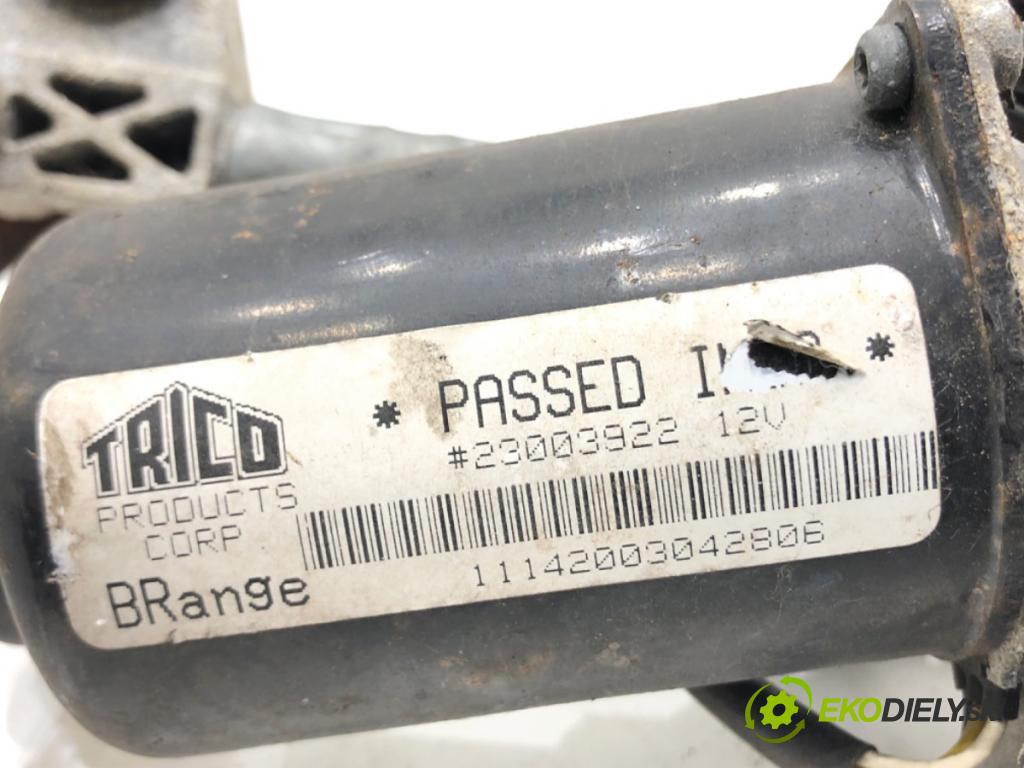 TRICO
PRODUCTS
CORP
BRange
* PASSED *
#23003922 12V
11142003042806
EKODIELY.SK